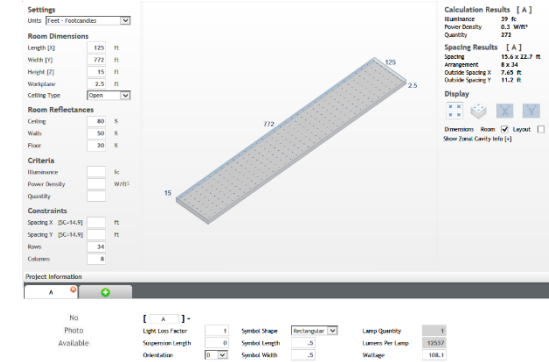 Settings
Units Feet - Footcandles
Room Dimensions
Length [X] 125 ft
Width [Y] 772 ft
Height [Z] 15 ft
Workplane 2.5 ft
Ceiling Type Open
Room Reflectances
Ceiling 80 %
Walls 50 %
Floor 20 %
Criteria
Illuminance fc
Power Density W/ft²
Quantity
Constraints
Spacing X [SC=14.9] ft
Spacing Y [SC=14.9] ft
Rows 34
Columns 8
125
2.5
772
15
Calculation Results [ A ]
Illuminance 39 fc
Power Density 0.3 W/ft²
Quantity 272
Spacing Results [ A ]
Spacing 15.6 x 22.7 ft
Arrangement 8 x 34
Outside Spacing X 7.65 ft
Outside Spacing Y 11.2 ft
Display
X Y
Dimensions Room Layout
Show Zonal Cavity Info [+]
Project Information
A
No
Photo
Available
[ A ] -
Light Loss Factor 1 Symbol Shape Rectangular Lamp Quantity 1
Suspension Length 0 Symbol Length .5 Lumens Per Lamp 12537
Orientation 0 Symbol Width .5 Wattage 108.1